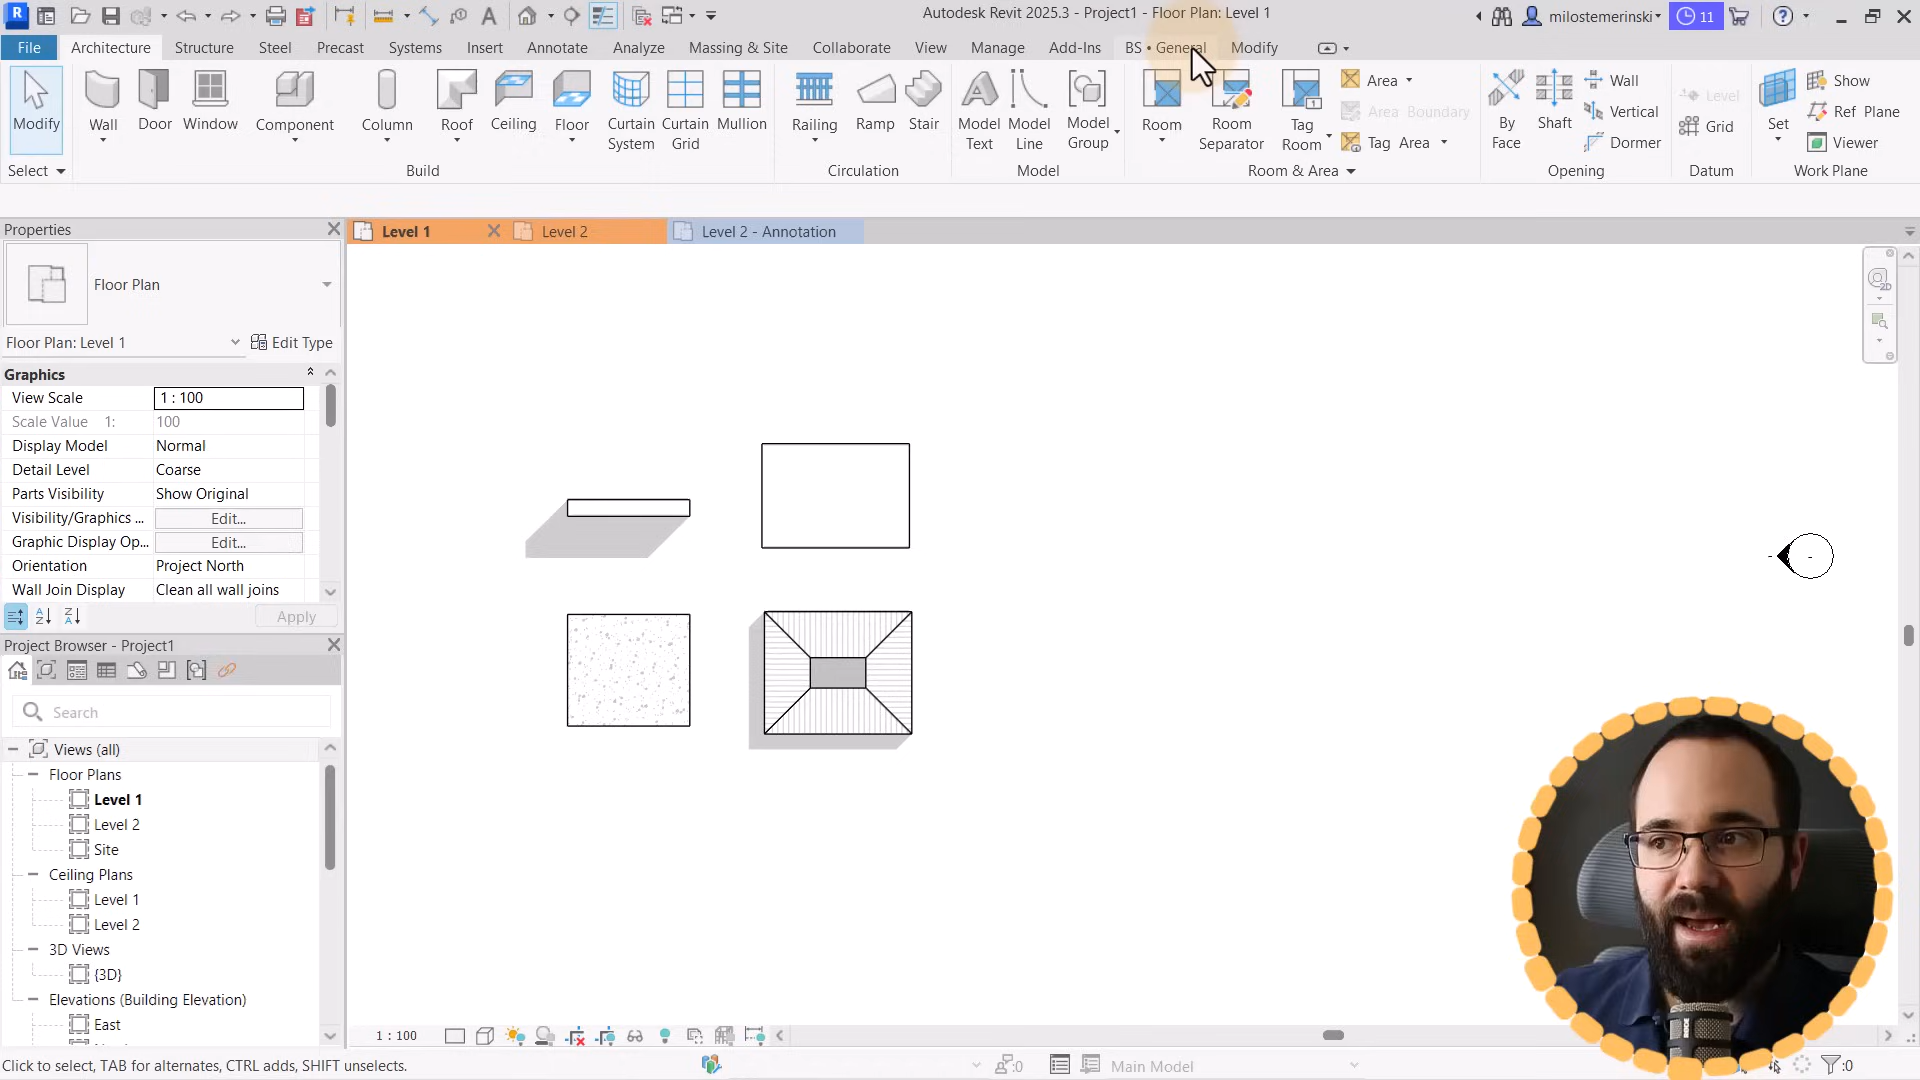 Autodesk Revit 2025.3 - Project1 - Floor Plan: Level 1
milostemerinski
11
File Architecture Structure Steel Precast Systems Insert Annotate Analyze Massing & Site Collaborate View Manage Add-Ins BS • General Modify
Modify Wall Door Window Component Column Roof Ceiling Floor Curtain System Curtain Grid Mullion Railing Ramp Stair Model Text Model Line Model Group Room Room Separator Tag Room
Area
Area Boundary
Tag Area
By Face Shaft
Wall
Vertical
Dormer
Level
Grid
Set
Show
Ref Plane
Viewer
Select Build Circulation Model Room & Area Opening Datum Work Plane
Properties
Level 1 Level 2 Level 2 - Annotation
Floor Plan
Floor Plan: Level 1 Edit Type
Graphics
View Scale 1 : 100
Scale Value 1: 100
Display Model Normal
Detail Level Coarse
Parts Visibility Show Original
Visibility/Graphics ... Edit...
Graphic Display Op... Edit...
Orientation Project North
Wall Join Display Clean all wall joins
Apply
Project Browser - Project1
Search
Views (all)
Floor Plans
Level 1
Level 2
Site
Ceiling Plans
Level 1
Level 2
3D Views
{3D}
Elevations (Building Elevation)
East
1 : 100
Click to select, TAB for alternates, CTRL adds, SHIFT unselects.
:0
Main Model
:0